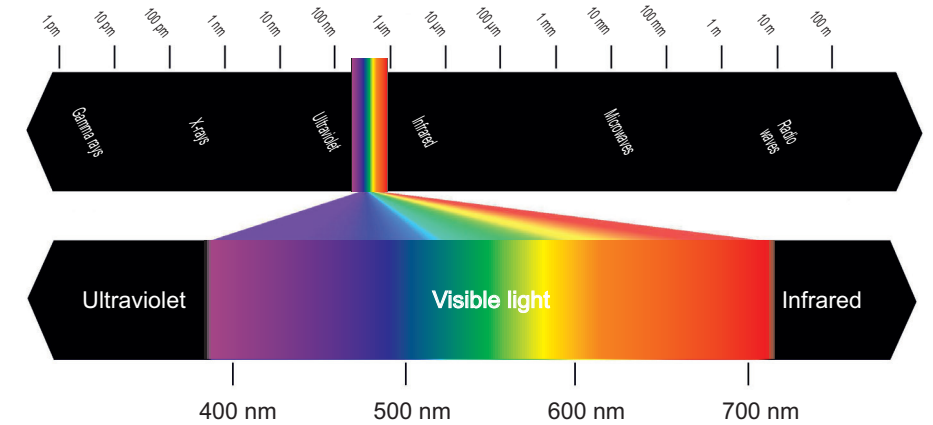 1 pm
10 pm
100 pm
1 nm
10 nm
100 nm
1 µm
10 µm
100 µm
1 mm
10 mm
100 mm
1 m
10 m
100 m
Gamma rays
X-rays
Ultraviolet
Infrared
Microwaves
Radio
waves
Ultraviolet
Visible light
Infrared
400 nm
500 nm
600 nm
700 nm